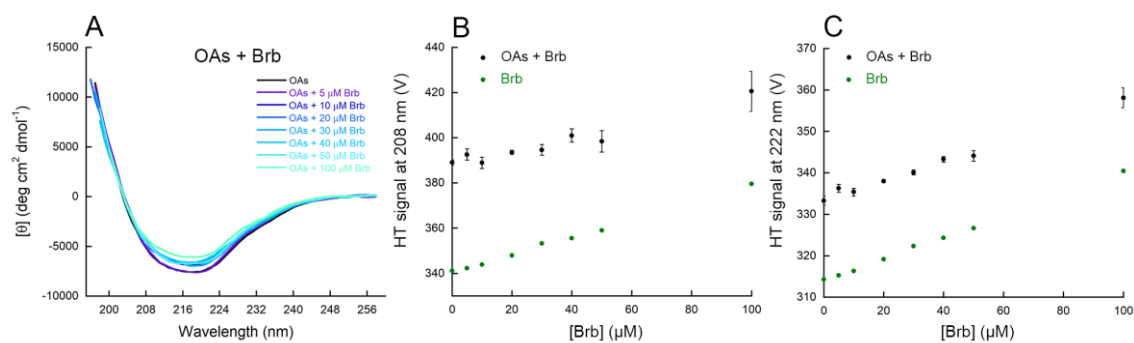 A
OAs + Brb
15000
10000
5000
0
-5000
-10000
[θ] (deg cm² dmol⁻¹)
200 208 216 224 232 240 248 256
Wavelength (nm)
OAs
OAs + 5 μM Brb
OAs + 10 μM Brb
OAs + 20 μM Brb
OAs + 30 μM Brb
OAs + 40 μM Brb
OAs + 50 μM Brb
OAs + 100 μM Brb
B
OAs + Brb
Brb
440
420
400
380
360
340
HT signal at 208 nm (V)
0 20 40 60 80 100
[Brb] (μM)
C
OAs + Brb
Brb
370
360
350
340
330
320
310
HT signal at 222 nm (V)
0 20 40 60 80 100
[Brb] (μM)